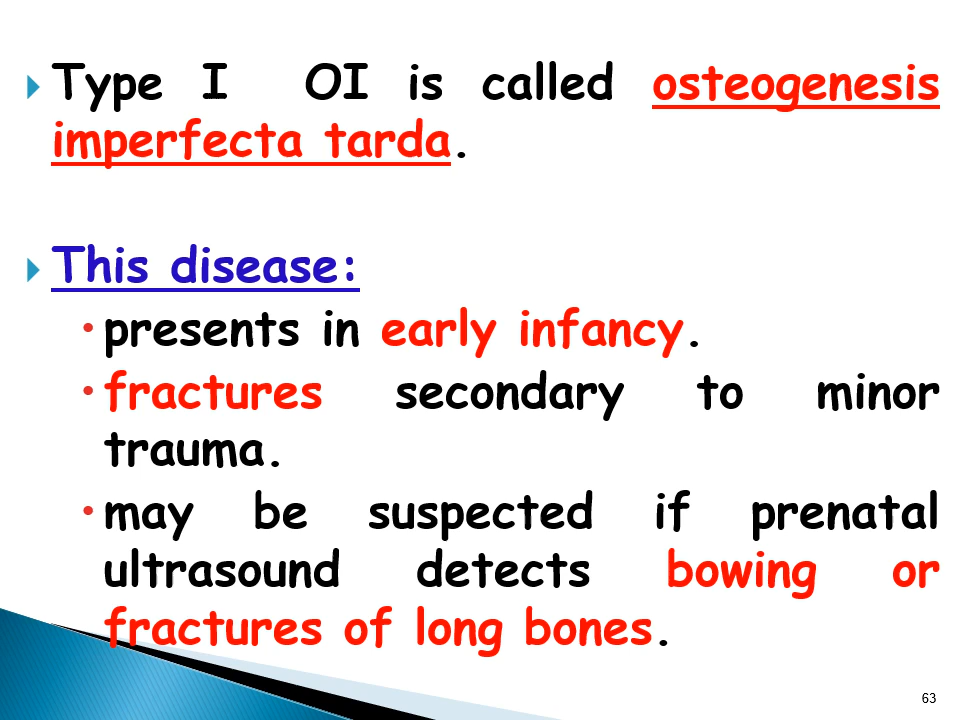 Type I OI is called osteogenesis
imperfecta tarda.
This disease:
presents in early infancy.
fractures secondary to minor
trauma.
may be suspected if prenatal
ultrasound detects bowing or
fractures of long bones.
63